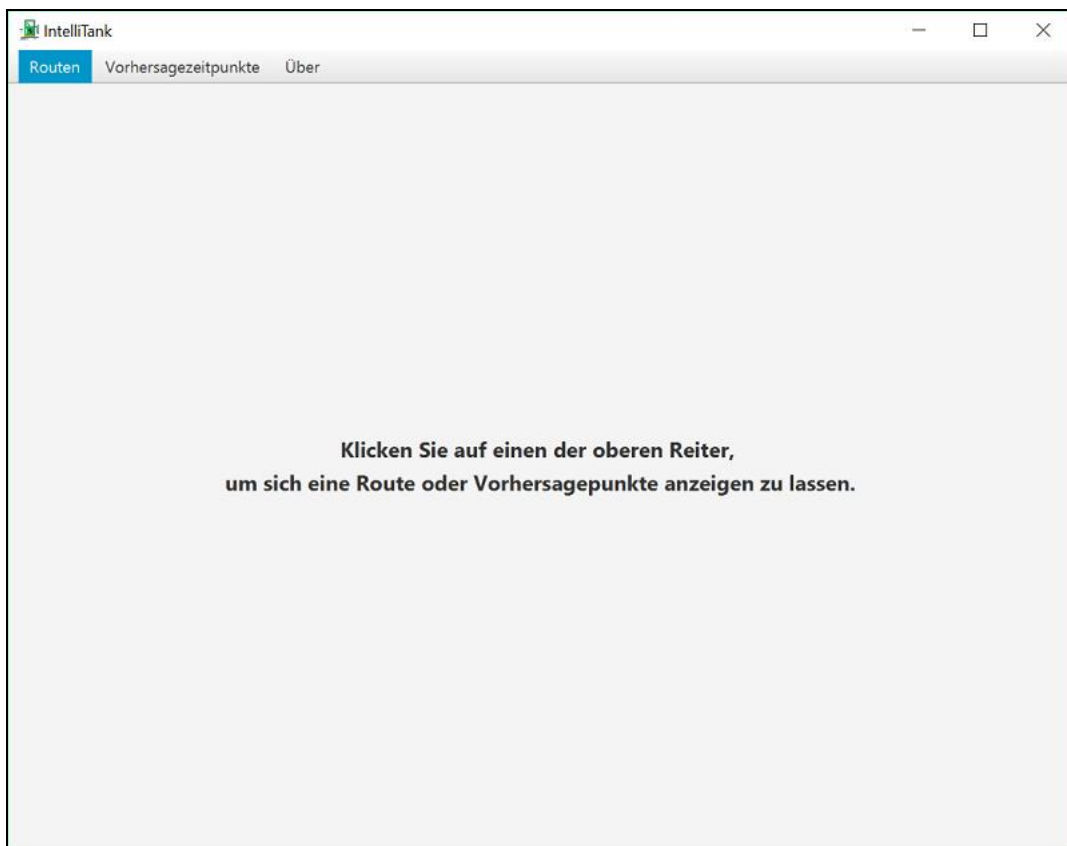 IntelliTank
Routen Vorhersagezeitpunkte Über
Klicken Sie auf einen der oberen Reiter,
um sich eine Route oder Vorhersagepunkte anzeigen zu lassen.